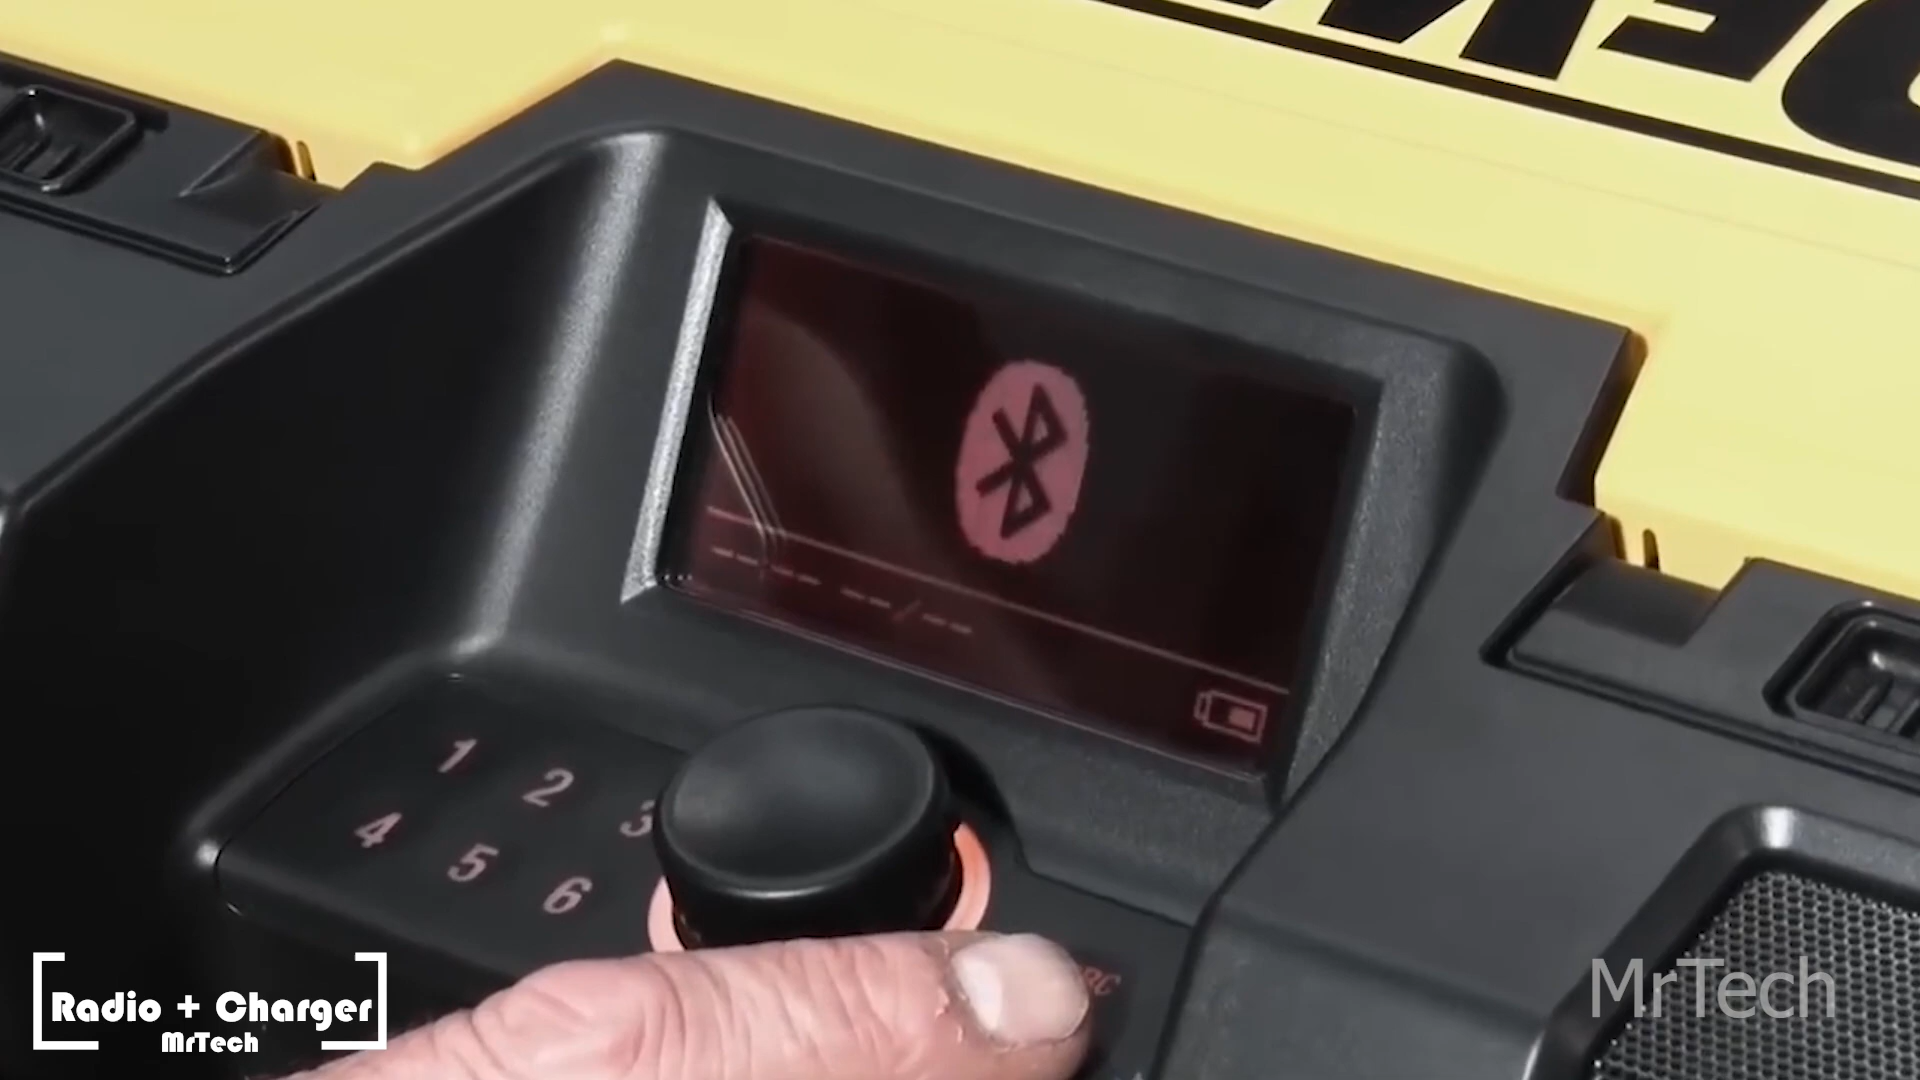 1 2 3
4 5 6
--:-- --/--
Radio + Charger
MrTech
MrTech